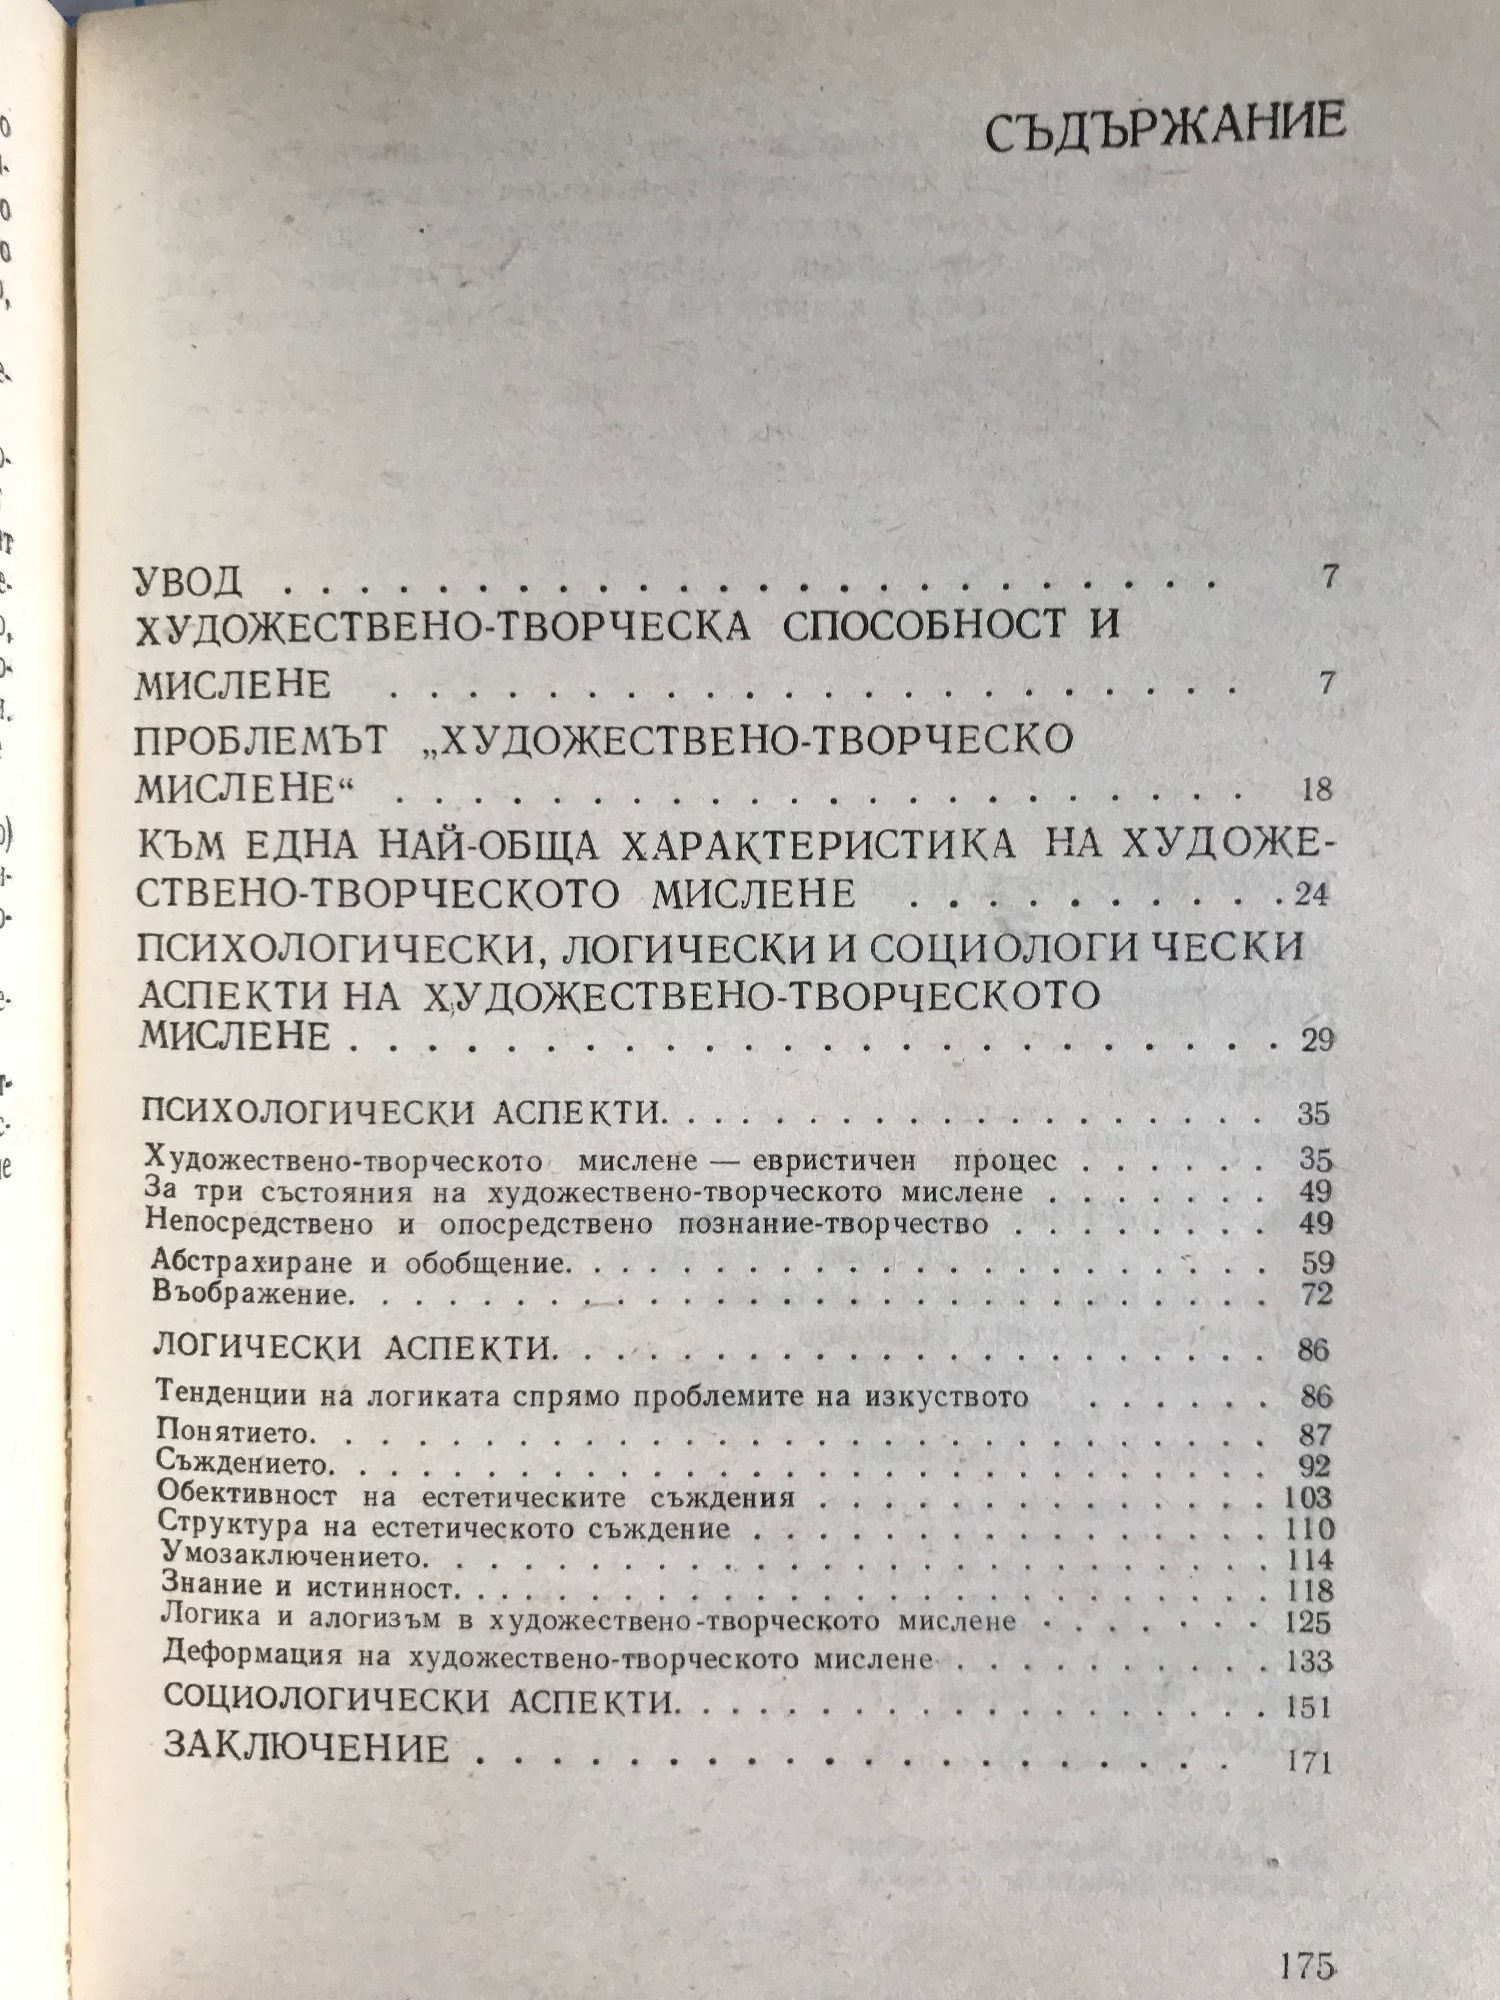 СЪДЪРЖАНИЕ
УВОД . . . . . . . . . . . . . . . . . . . . . . . . 7
ХУДОЖЕСТВЕНО-ТВОРЧЕСКА СПОСОБНОСТ И
МИСЛЕНЕ . . . . . . . . . . . . . . . . . . . . 7
ПРОБЛЕМЪТ „ХУДОЖЕСТВЕНО-ТВОРЧЕСКО
МИСЛЕНЕ“ . . . . . . . . . . . . . . . . . . . . 18
КЪМ ЕДНА НАЙ-ОБЩА ХАРАКТЕРИСТИКА НА ХУДОЖЕ-
СТВЕНО-ТВОРЧЕСКОТО МИСЛЕНЕ . . . . . . . . . . 24
ПСИХОЛОГИЧЕСКИ, ЛОГИЧЕСКИ И СОЦИОЛОГИ ЧЕСКИ
АСПЕКТИ НА ХУДОЖЕСТВЕНО-ТВОРЧЕСКОТО
МИСЛЕНЕ . . . . . . . . . . . . . . . . . . . . . . . 29
ПСИХОЛОГИЧЕСКИ АСПЕКТИ. . . . . . . . . . . . . . . . . . 35
Художествено-творческото мислене — евристичен процес . . . . . . 35
За три състояния на художествено-творческото мислене . . . . . . . 49
Непосредствено и опосредствено познание-творчество . . . . . . . . 49
Абстрахиране и обобщение. . . . . . . . . . . . . . . . . . . 59
Въображение. . . . . . . . . . . . . . . . . . . . . . . . 72
ЛОГИЧЕСКИ АСПЕКТИ. . . . . . . . . . . . . . . . . . . . 86
Тенденции на логиката спрямо проблемите на изкуството . . . . . . 86
Понятието. . . . . . . . . . . . . . . . . . . . . . . . . . 87
Съждението. . . . . . . . . . . . . . . . . . . . . . . . . 92
Обективност на естетическите съждения . . . . . . . . . . . . . 103
Структура на естетическото съждение . . . . . . . . . . . . . . 110
Умозаключението. . . . . . . . . . . . . . . . . . . . . . 114
Знание и истинност. . . . . . . . . . . . . . . . . . . . . 118
Логика и алогизъм в художествено-творческото мислене . . . . . . . 125
Деформация на художествено-творческото мислене . . . . . . . . . 133
СОЦИОЛОГИЧЕСКИ АСПЕКТИ. . . . . . . . . . . . . . . . . . 151
ЗАКЛЮЧЕНИЕ . . . . . . . . . . . . . . . . . . . . . 171
175